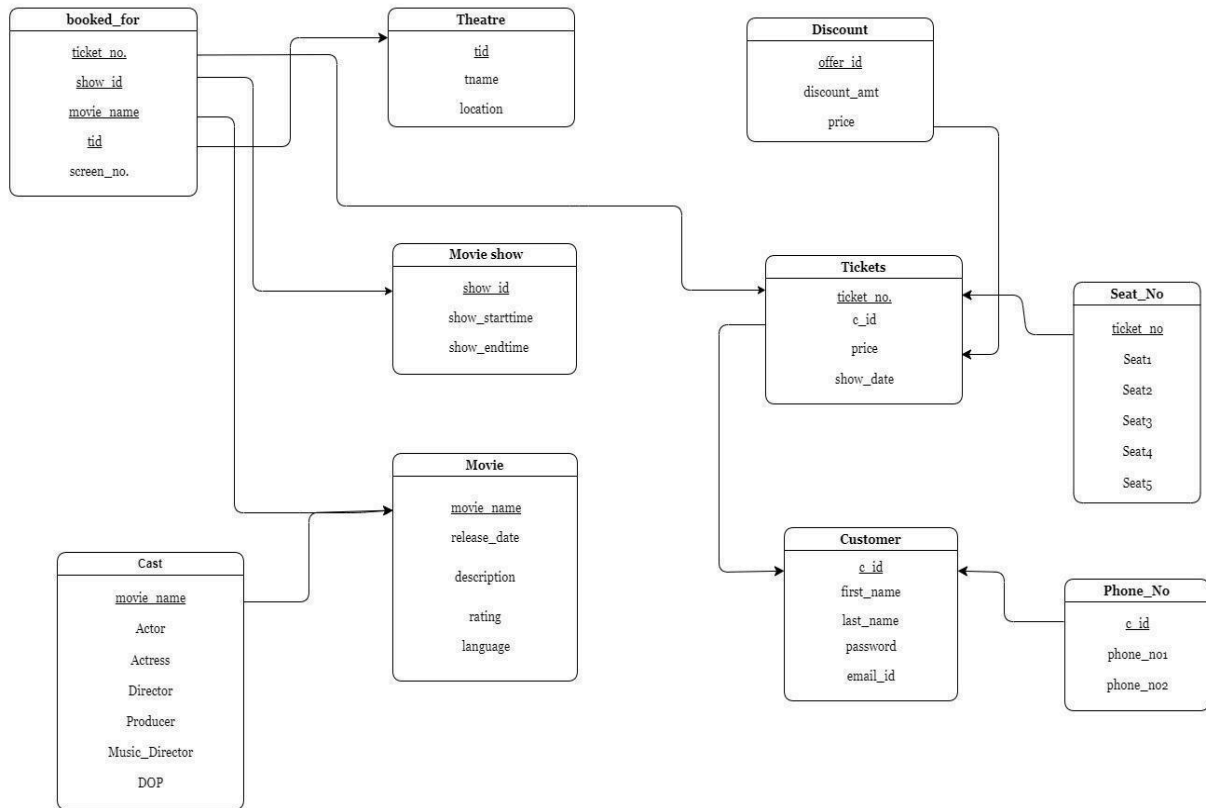 booked_for
ticket_no.
show_id
movie_name
tid
screen_no.
Theatre
tid
tname
location
Discount
offer_id
discount_amt
price
Movie show
show_id
show_starttime
show_endtime
Tickets
ticket_no.
c_id
price
show_date
Seat_No
ticket_no
Seat1
Seat2
Seat3
Seat4
Seat5
Movie
movie_name
release_date
description
rating
language
Cast
movie_name
Actor
Actress
Director
Producer
Music_Director
DOP
Customer
c_id
first_name
last_name
password
email_id
Phone_No
c_id
phone_no1
phone_no2